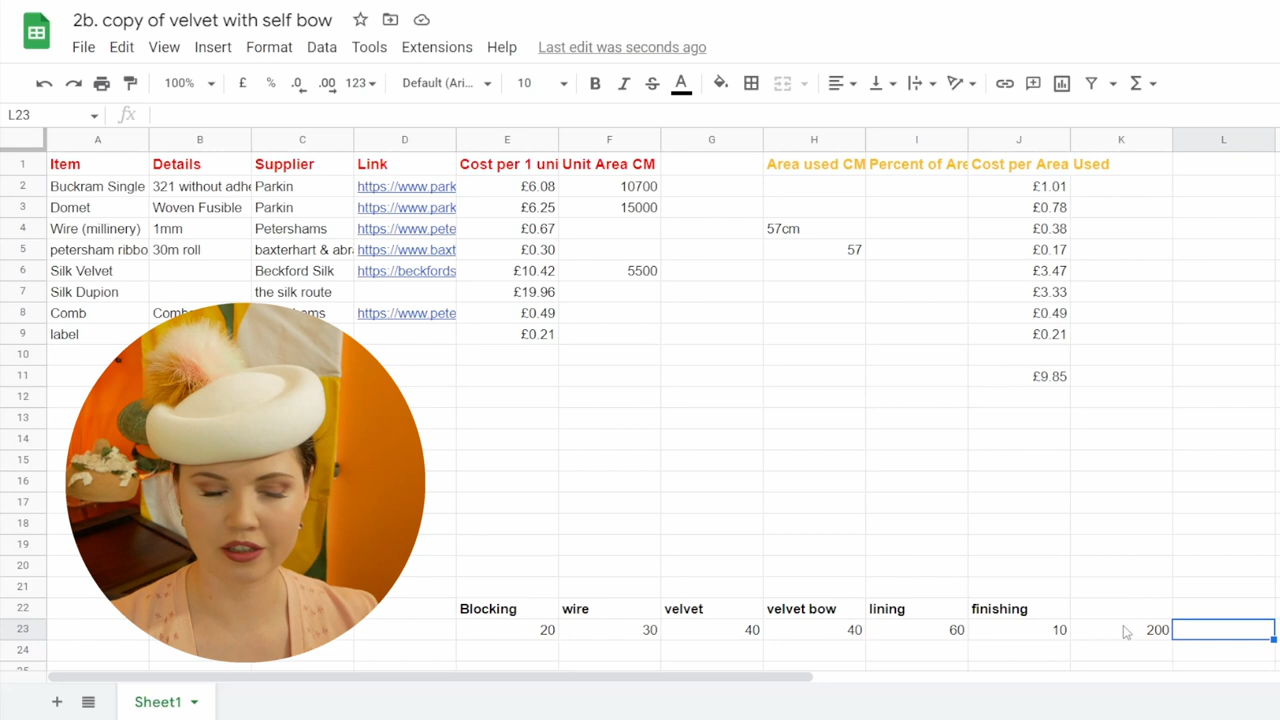 2b. copy of velvet with self bow
File Edit View Insert Format Data Tools Extensions Help Last edit was seconds ago
100% £ % .0 .00 123 Default (Ari... 10 B I S A
L23 fx
A B C D E F G H I J K L
1 Item Details Supplier Link Cost per 1 uni Unit Area CM Area used CM Percent of Are Cost per Area Used
2 Buckram Single 321 without adhe Parkin https://www.park £6.08 10700 £1.01
3 Domet Woven Fusible Parkin https://www.park £6.25 15000 £0.78
4 Wire (millinery) 1mm Petershams https://www.pete £0.67 57cm £0.38
5 petersham ribbo 30m roll baxterhart & abra https://www.baxt £0.30 57 £0.17
6 Silk Velvet Beckford Silk https://beckfords £10.42 5500 £3.47
7 Silk Dupion the silk route £19.96 £3.33
8 Comb https://www.pete £0.49 £0.49
9 label £0.21 £0.21
10
11 £9.85
12
13
14
15
16
17
18
19
20
21
22 Blocking wire velvet velvet bow lining finishing
23 20 30 40 40 60 10 200
24
Sheet1